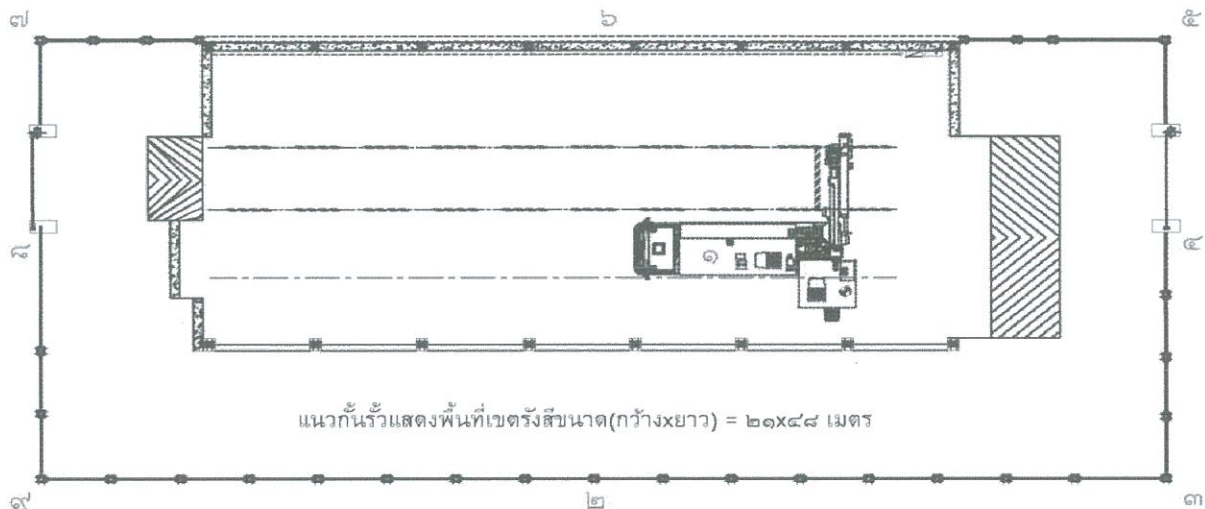 ๗ ๖ ๕
๑
๘ ๔
แนวกั้นรั้วแสดงพื้นที่เขตรังสีขนาด(กว้างxยาว) = ๒๑x๔๘ เมตร
๙ ๒ ๓